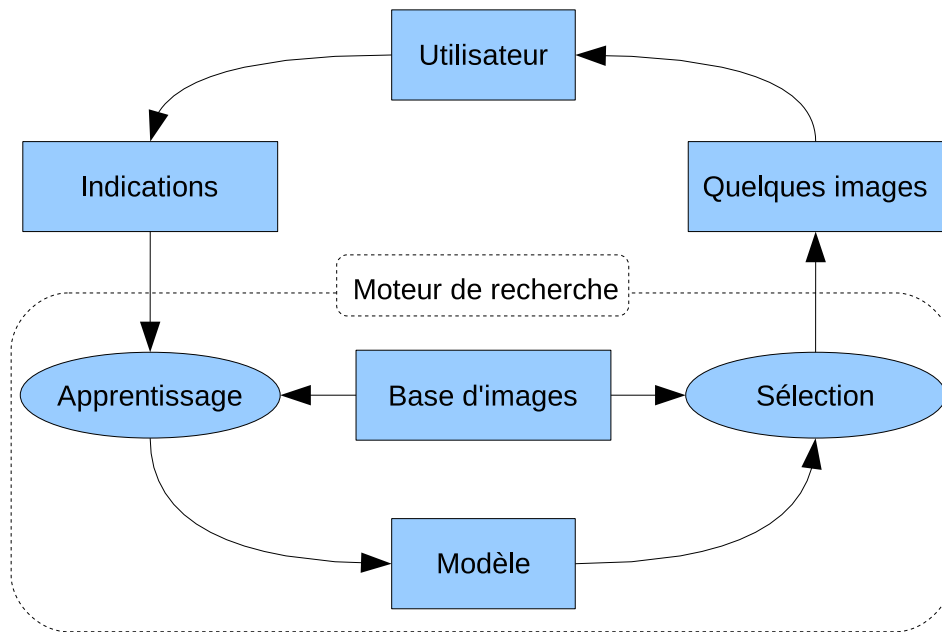 Utilisateur
Indications
Quelques images
Moteur de recherche
Apprentissage
Base d'images
Sélection
Modèle